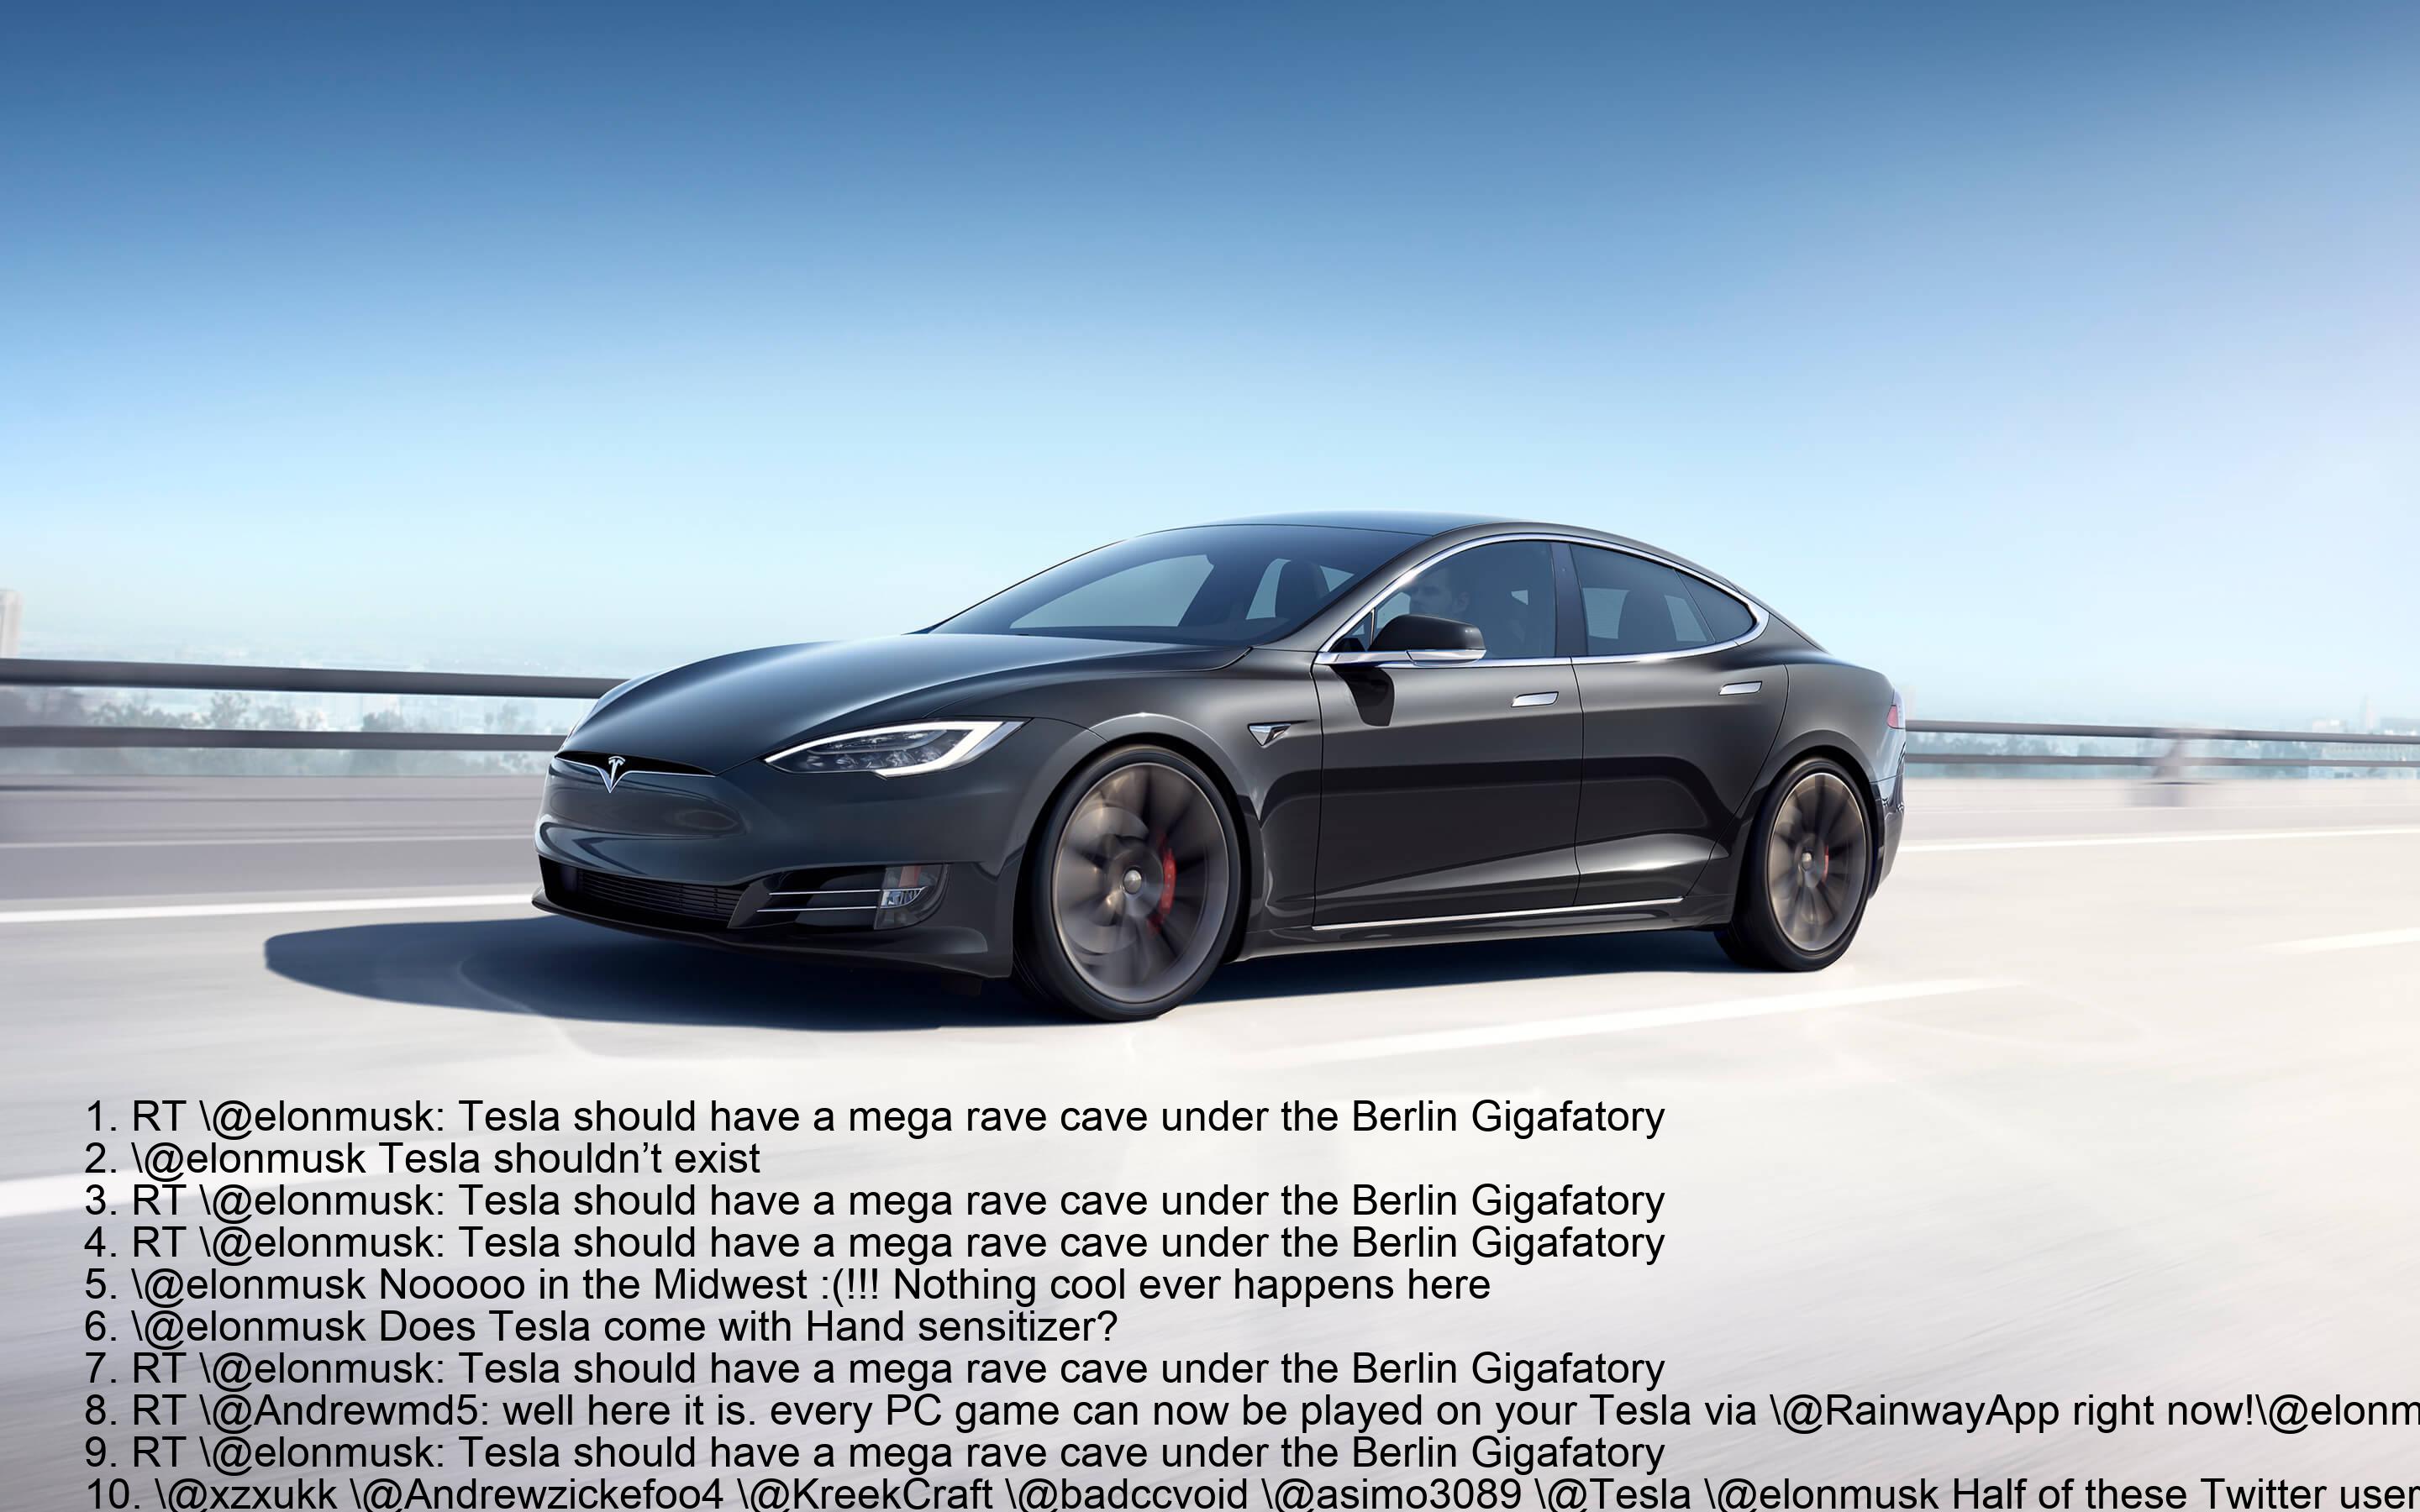 1. RT \@elonmusk: Tesla should have a mega rave cave under the Berlin Gigafatory
2. \@elonmusk Tesla shouldn’t exist
3. RT \@elonmusk: Tesla should have a mega rave cave under the Berlin Gigafatory
4. RT \@elonmusk: Tesla should have a mega rave cave under the Berlin Gigafatory
5. \@elonmusk Nooooo in the Midwest :(!!! Nothing cool ever happens here
6. \@elonmusk Does Tesla come with Hand sensitizer?
7. RT \@elonmusk: Tesla should have a mega rave cave under the Berlin Gigafatory
8. RT \@Andrewmd5: well here it is. every PC game can now be played on your Tesla via \@RainwayApp right now!\@elonm
9. RT \@elonmusk: Tesla should have a mega rave cave under the Berlin Gigafatory
10. \@xzxukk \@Andrewzickefoo4 \@KreekCraft \@badccvoid \@asimo3089 \@Tesla \@elonmusk Half of these Twitter user